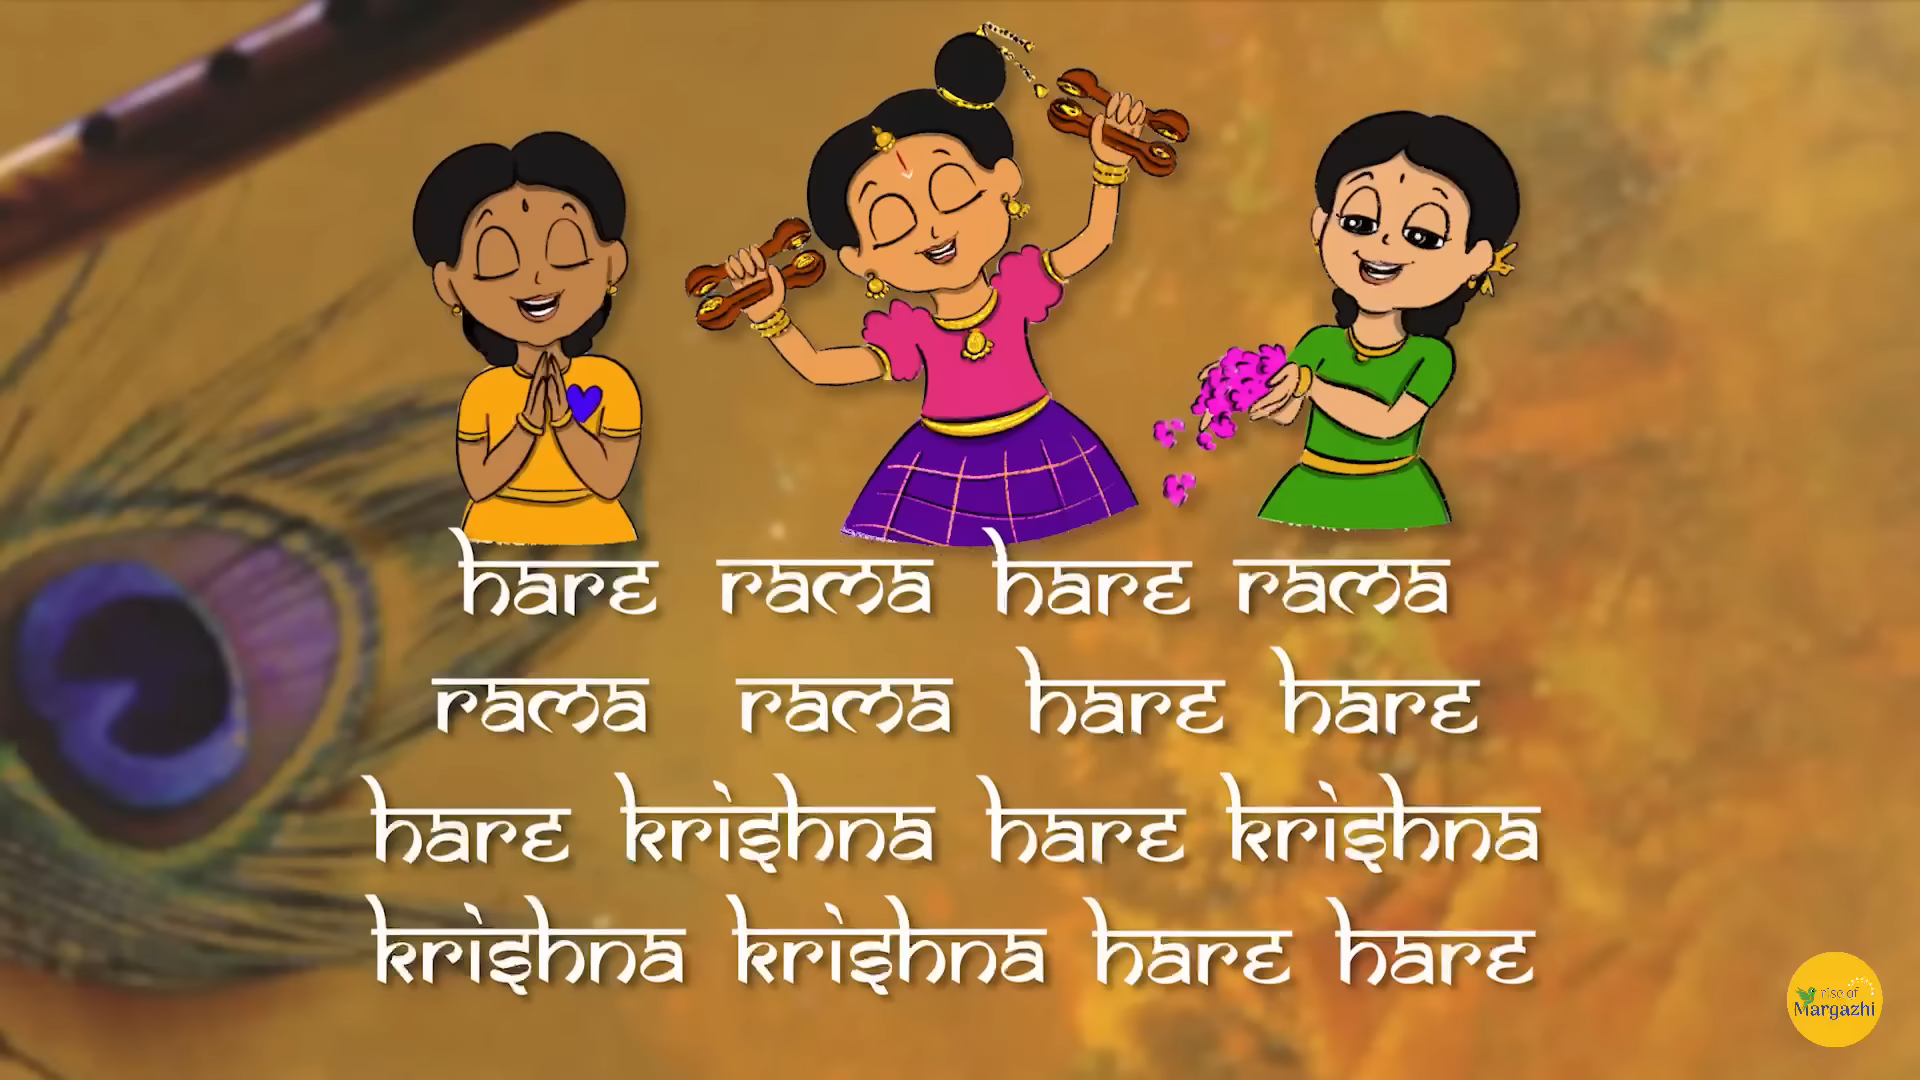 hare rama hare rama
rama rama hare hare
hare krishna hare krishna
krishna krishna hare hare
rise of
Margazhi